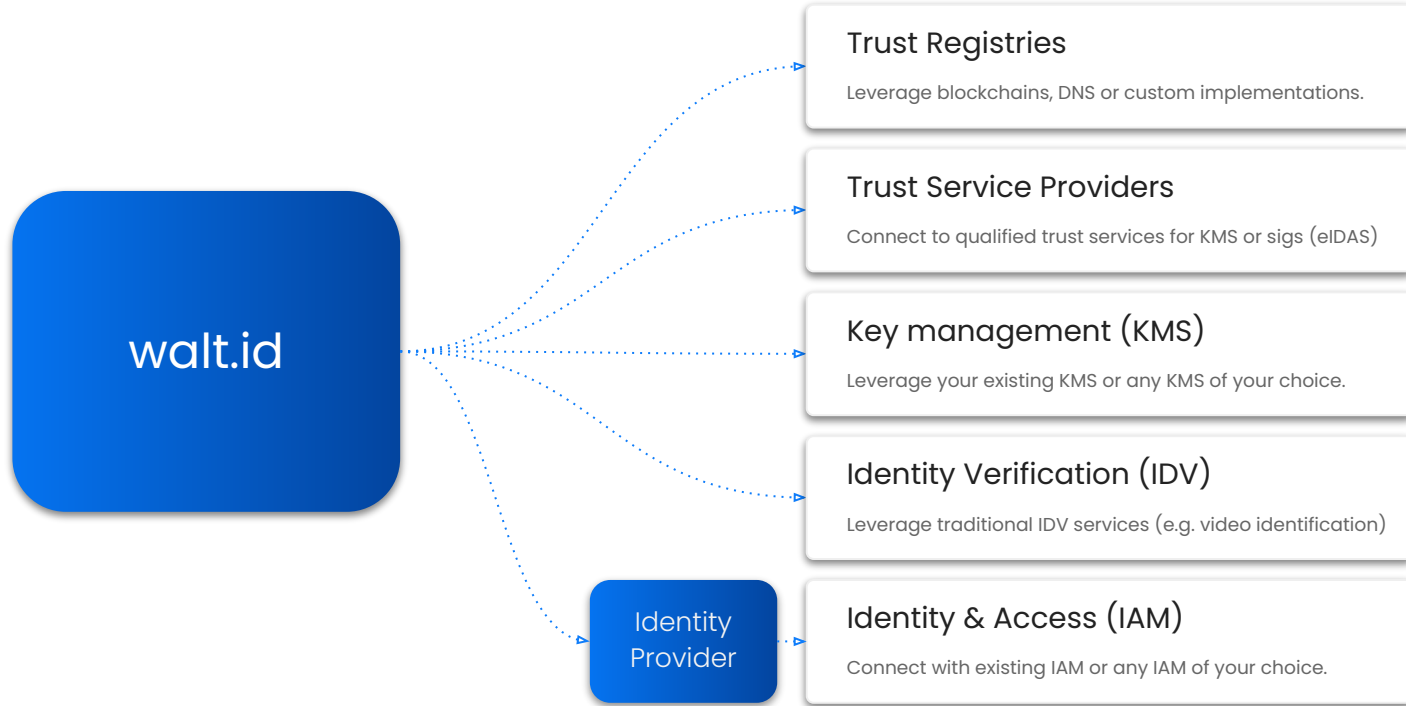 walt.id
Trust Registries
Leverage blockchains, DNS or custom implementations.
Trust Service Providers
Connect to qualified trust services for KMS or sigs (eIDAS)
Key management (KMS)
Leverage your existing KMS or any KMS of your choice.
Identity Verification (IDV)
Leverage traditional IDV services (e.g. video identification)
Identity
Provider
Identity & Access (IAM)
Connect with existing IAM or any IAM of your choice.